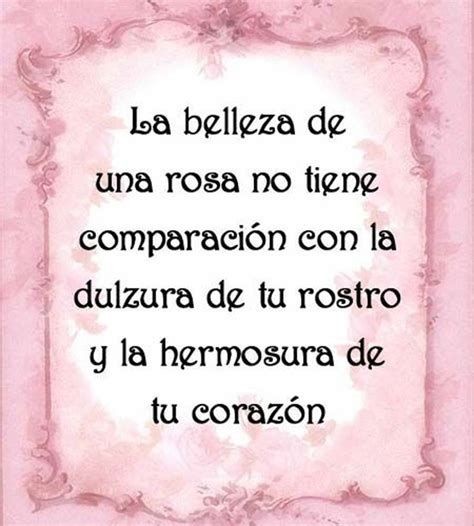 La belleza de
una rosa no tiene
comparación con la
dulzura de tu rostro
y la hermosura de
tu corazón